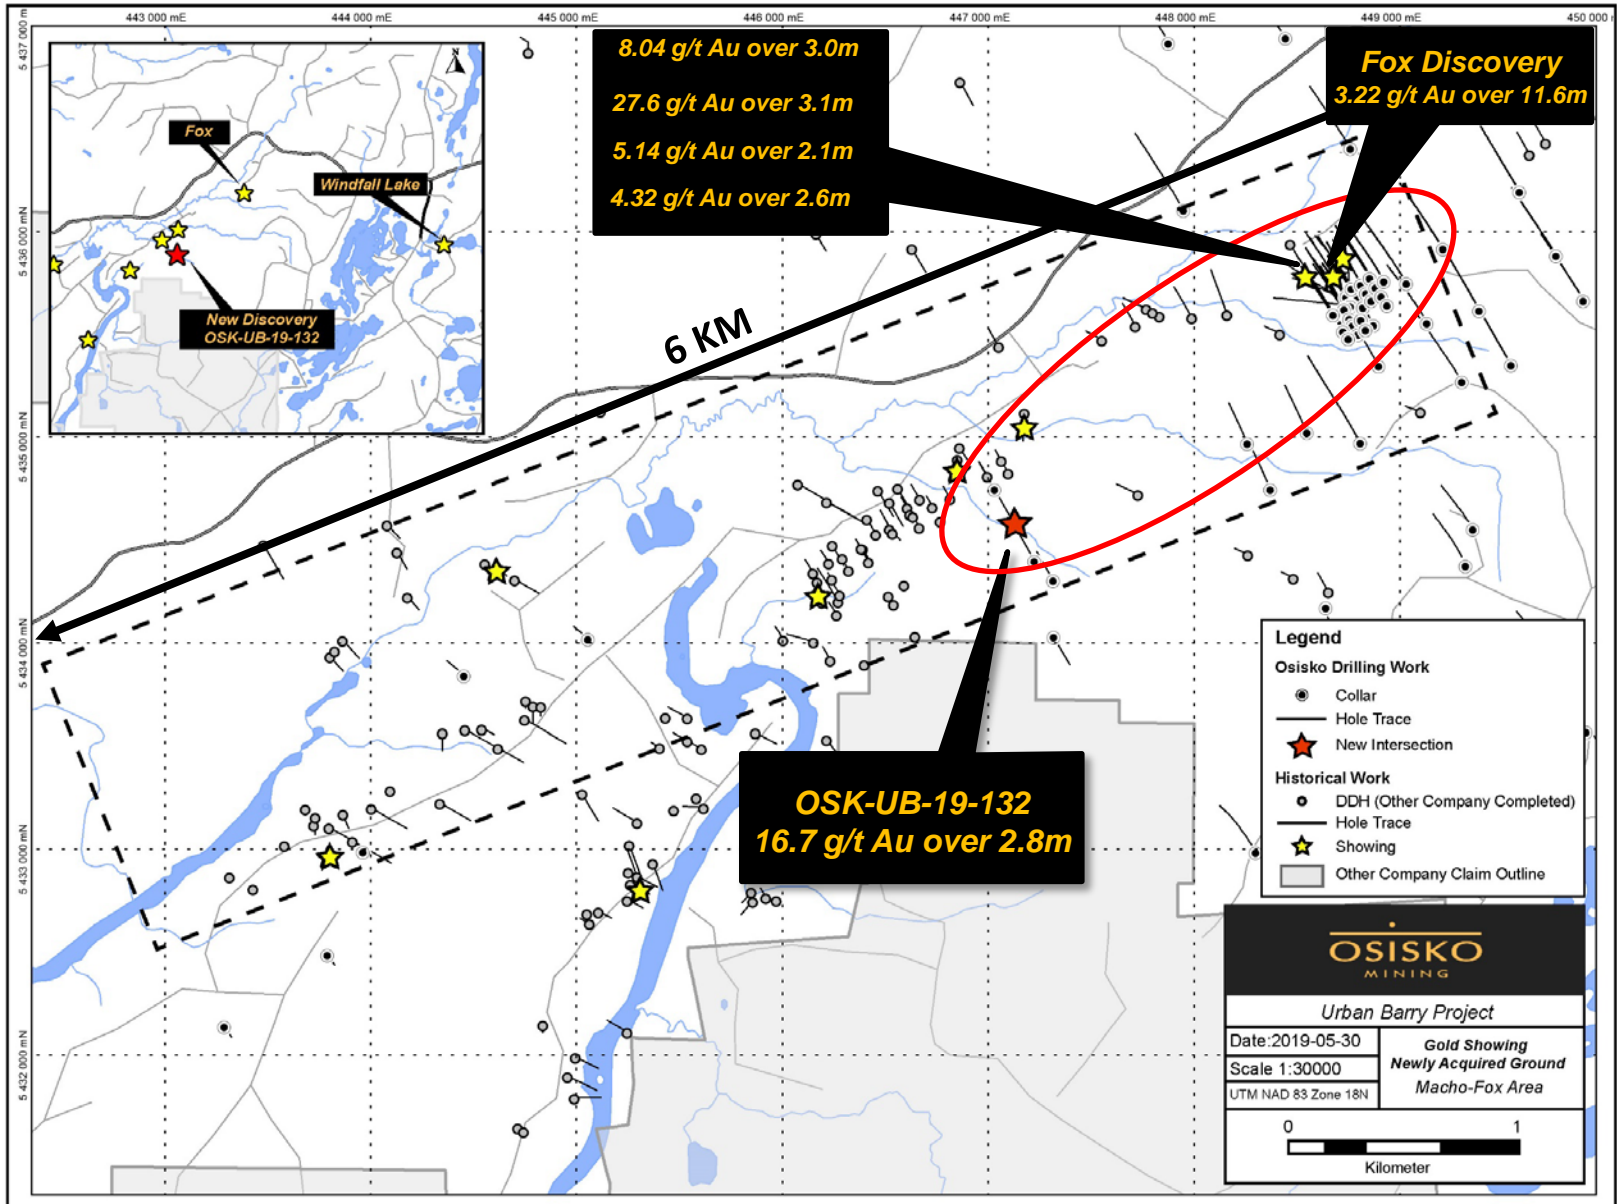 443 000 mE
444 000 mE
445 000 mE
446 000 mE
447 000 mE
448 000 mE
449 000 mE
450 000 m
5 437 300 m
5 436 000 mN
5 435 000 mN
5 434 000 mN
5 433 000 mN
5 432 000 mN
N
Fox
Windfall Lake
New Discovery
OSK-UB-19-132
8.04 g/t Au over 3.0m
27.6 g/t Au over 3.1m
5.14 g/t Au over 2.1m
4.32 g/t Au over 2.6m
Fox Discovery
3.22 g/t Au over 11.6m
6 KM
OSK-UB-19-132
16.7 g/t Au over 2.8m
Legend
Osisko Drilling Work
Collar
Hole Trace
New Intersection
Historical Work
DDH (Other Company Completed)
Hole Trace
Showing
Other Company Claim Outline
OSISKO
MINING
Urban Barry Project
Date:2019-05-30
Scale 1:30000
UTM NAD 83 Zone 18N
Gold Showing
Newly Acquired Ground
Macho-Fox Area
0 1
Kilometer